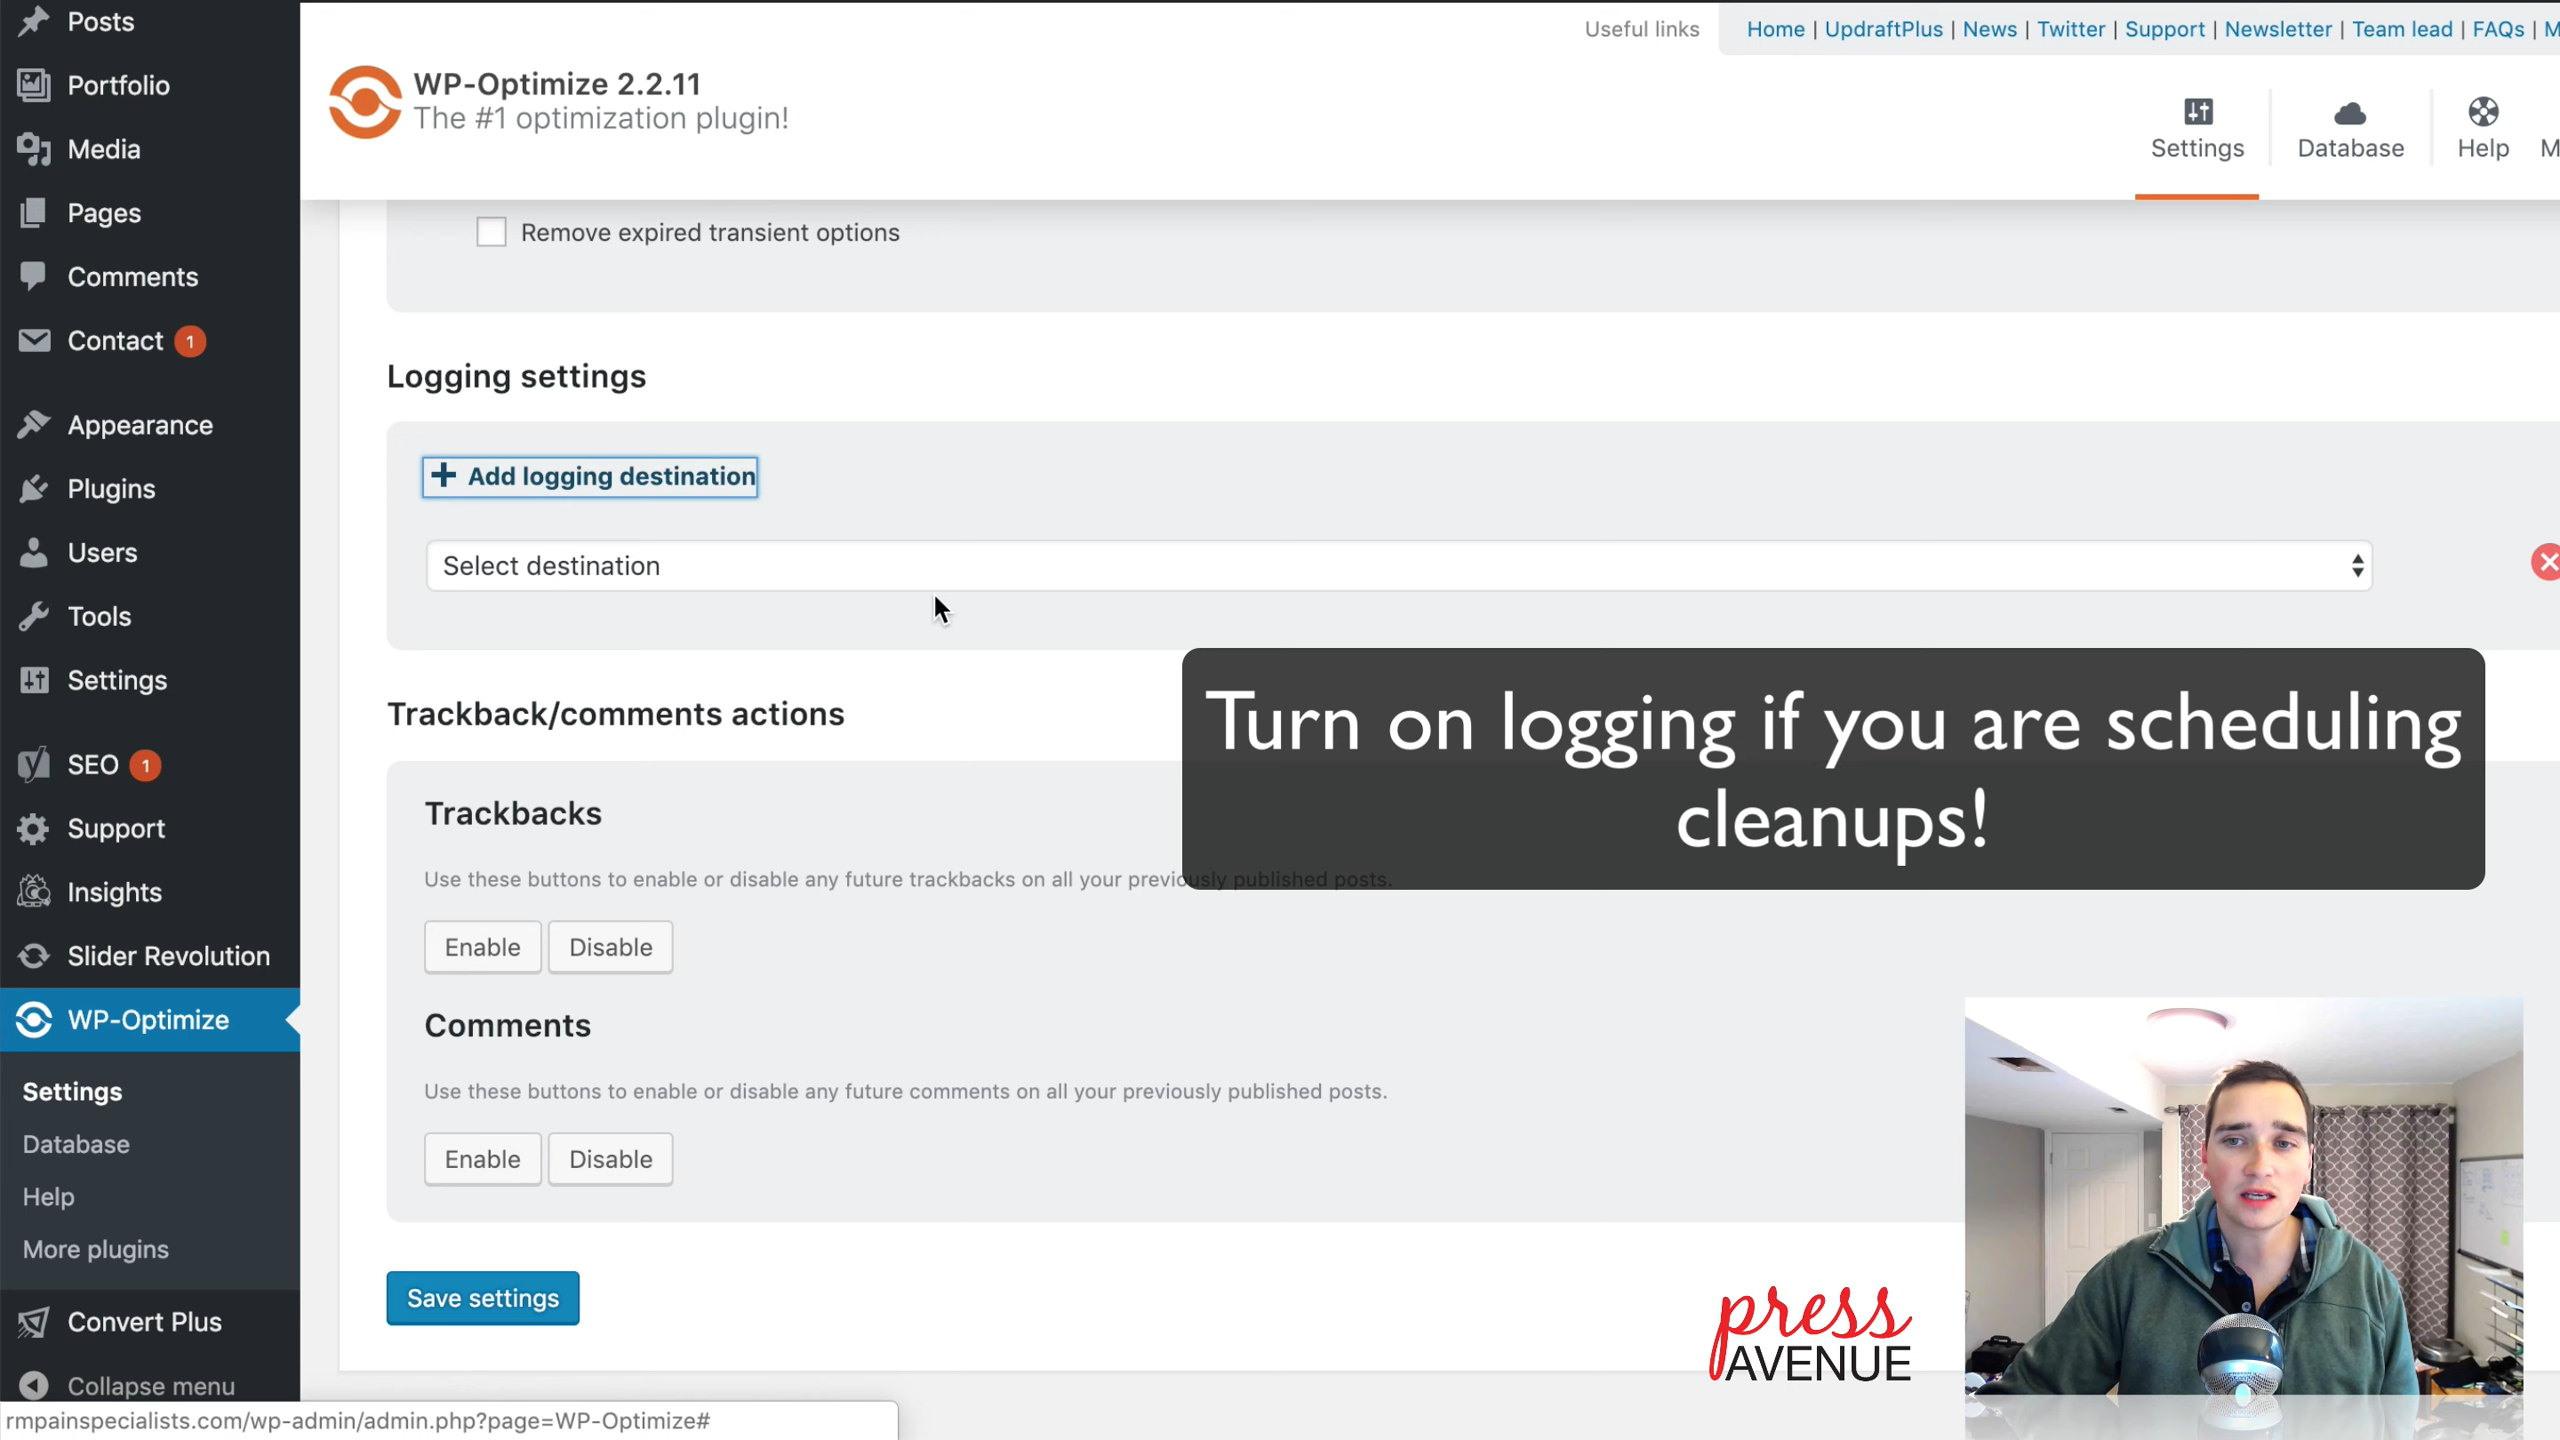 Posts
Portfolio
Media
Pages
Comments
Contact 1
Appearance
Plugins
Users
Tools
Settings
SEO 1
Support
Insights
Slider Revolution
WP-Optimize
Settings
Database
Help
More plugins
Convert Plus
Collapse menu
rmpainspecialists.com/wp-admin/admin.php?page=WP-Optimize#
Useful links
Home | UpdraftPlus | News | Twitter | Support | Newsletter | Team lead | FAQs | M
WP-Optimize 2.2.11
The #1 optimization plugin!
Settings
Database
Help
M
Remove expired transient options
Logging settings
Add logging destination
Select destination
Turn on logging if you are scheduling
cleanups!
Trackback/comments actions
Trackbacks
Use these buttons to enable or disable any future trackbacks on all your previously published posts.
Enable
Disable
Comments
Use these buttons to enable or disable any future comments on all your previously published posts.
Enable
Disable
Save settings
press
AVENUE